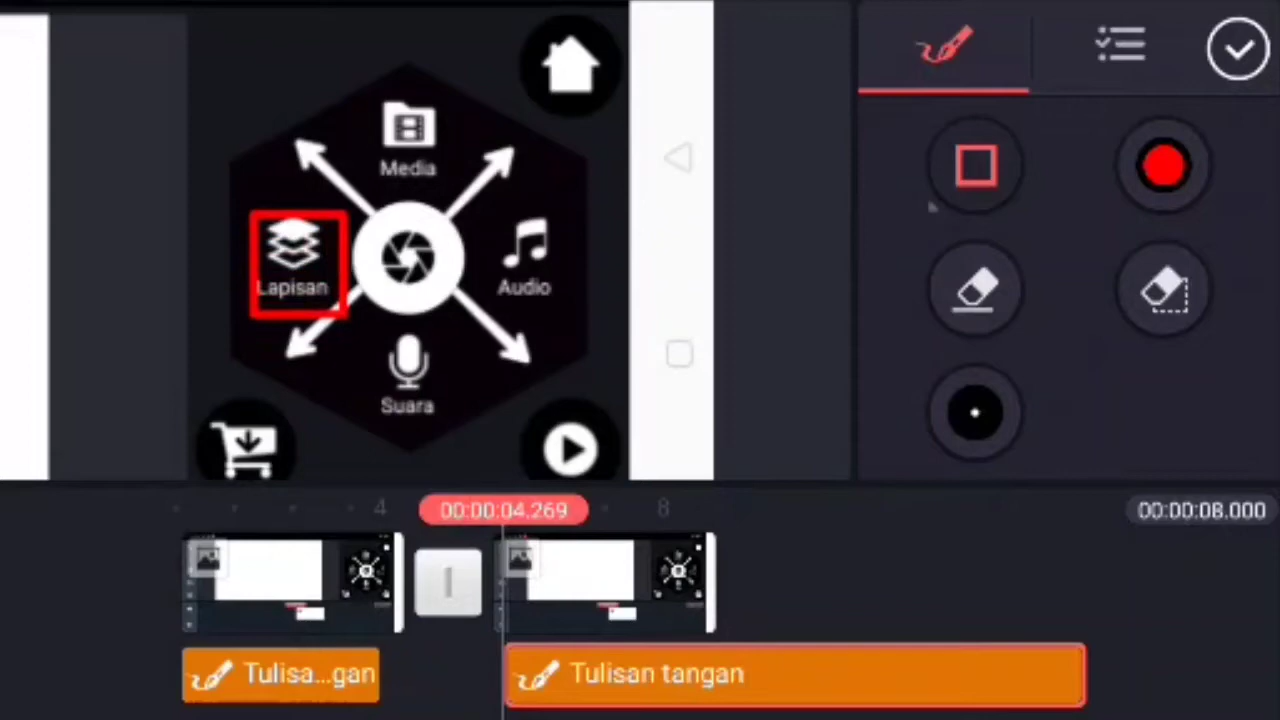 Media
Lapisan
Audio
Suara
4
00:00:04.269
8
00:00:08.000
Tulisa...gan
Tulisan tangan